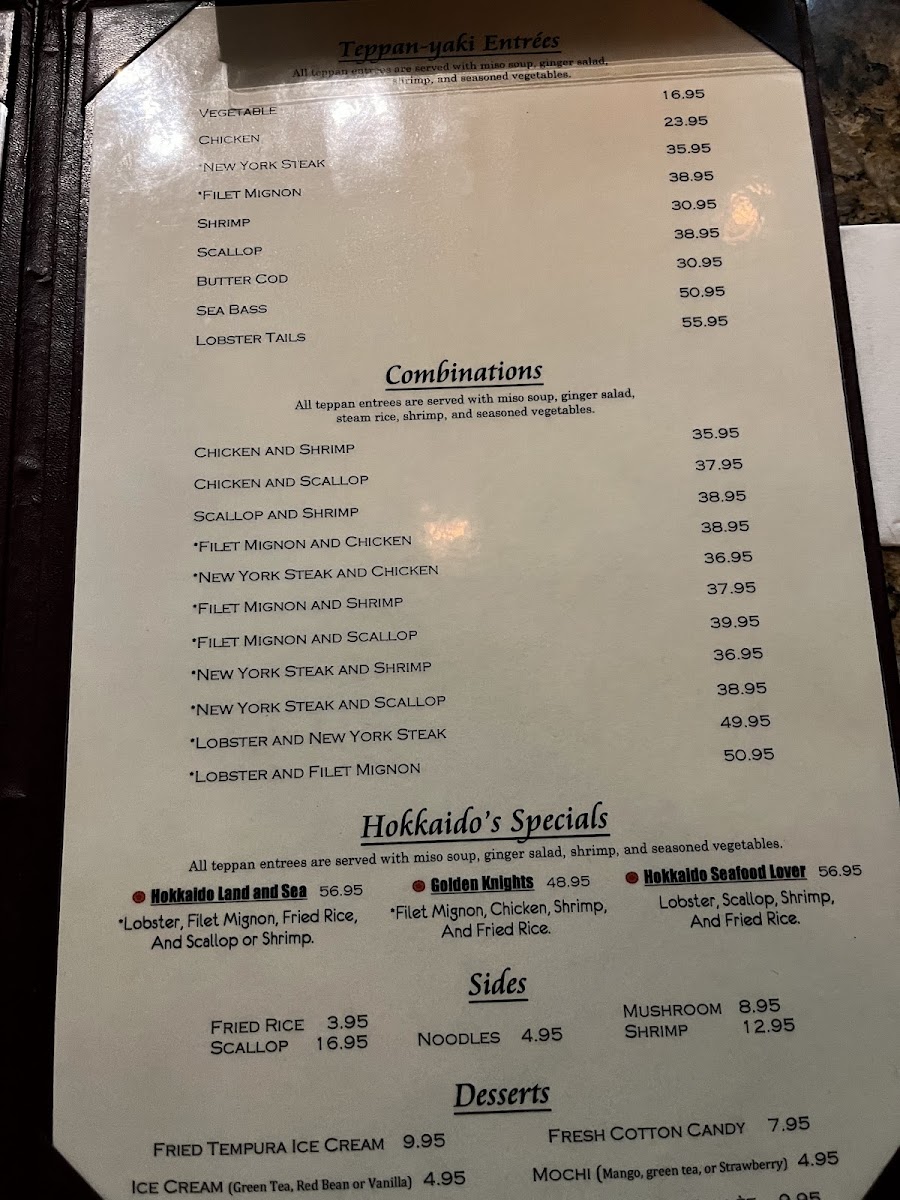 Teppan-yaki Entrées
All teppan entrees are served with miso soup, ginger salad,
shrimp, and seasoned vegetables.
VEGETABLE 16.95
CHICKEN 23.95
*NEW YORK STEAK 35.95
*FILET MIGNON 38.95
SHRIMP 30.95
SCALLOP 38.95
BUTTER COD 30.95
SEA BASS 50.95
LOBSTER TAILS 55.95
Combinations
All teppan entrees are served with miso soup, ginger salad,
steam rice, shrimp, and seasoned vegetables.
CHICKEN AND SHRIMP 35.95
CHICKEN AND SCALLOP 37.95
SCALLOP AND SHRIMP 38.95
*FILET MIGNON AND CHICKEN 38.95
*NEW YORK STEAK AND CHICKEN 36.95
*FILET MIGNON AND SHRIMP 37.95
*FILET MIGNON AND SCALLOP 39.95
*NEW YORK STEAK AND SHRIMP 36.95
*NEW YORK STEAK AND SCALLOP 38.95
*LOBSTER AND NEW YORK STEAK 49.95
*LOBSTER AND FILET MIGNON 50.95
Hokkaido's Specials
All teppan entrees are served with miso soup, ginger salad, shrimp, and seasoned vegetables.
Hokkaido Land and Sea 56.95
*Lobster, Filet Mignon, Fried Rice,
And Scallop or Shrimp.
Golden Knights 48.95
*Filet Mignon, Chicken, Shrimp,
And Fried Rice.
Hokkaido Seafood Lover 56.95
Lobster, Scallop, Shrimp,
And Fried Rice.
Sides
FRIED RICE 3.95
SCALLOP 16.95
NOODLES 4.95
MUSHROOM 8.95
SHRIMP 12.95
Desserts
FRIED TEMPURA ICE CREAM 9.95
FRESH COTTON CANDY 7.95
ICE CREAM (Green Tea, Red Bean or Vanilla) 4.95
MOCHI (Mango, green tea, or Strawberry) 4.95
9.95